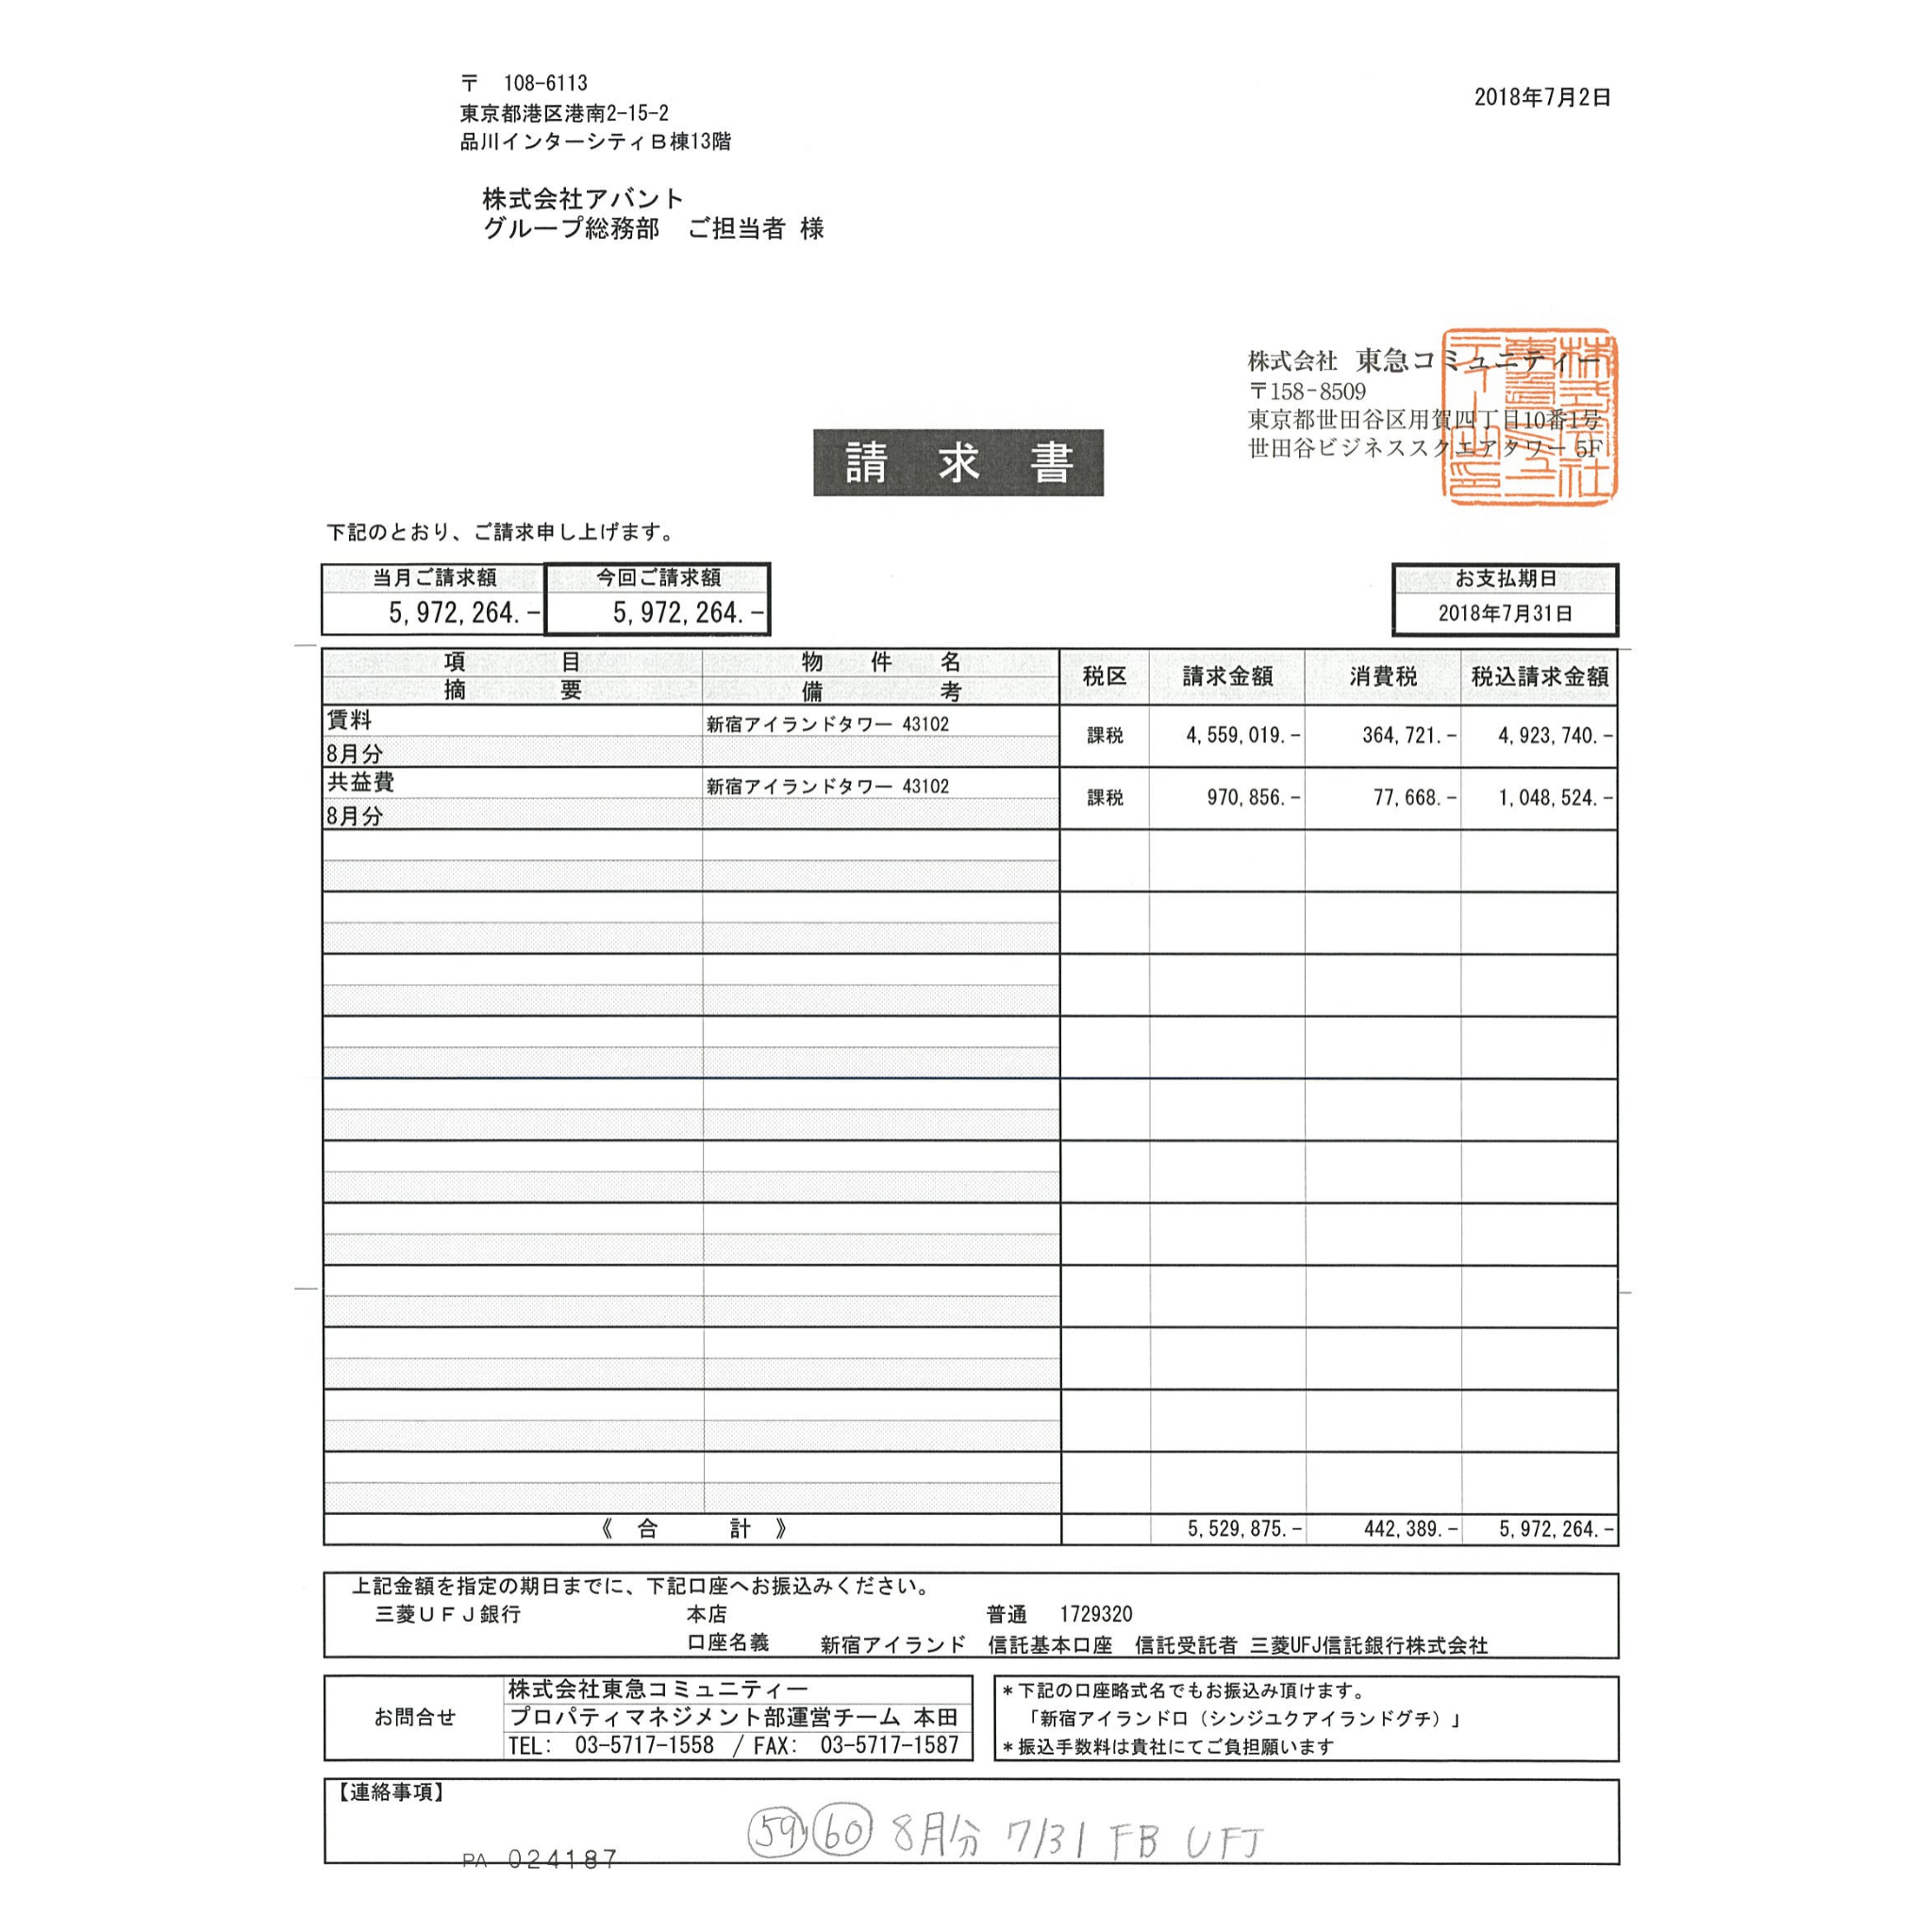 〒 108-6113
東京都港区港南2-15-2
品川インターシティB棟13階
2018年7月2日
株式会社アバント
グループ総務部 ご担当者 様
株式会社 東急コミュニティー
〒158-8509
東京都世田谷区用賀四丁目10番1号
世田谷ビジネススクエアタワー 5F
請求書
下記のとおり、ご請求申し上げます。
当月ご請求額 今回ご請求額 お支払期日
5,972,264.- 5,972,264.- 2018年7月31日
項目 物件名 税区 請求金額 消費税 税込請求金額
摘要 備考
賃料 新宿アイランドタワー 43102 課税 4,559,019.- 364,721.- 4,923,740.-
8月分
共益費 新宿アイランドタワー 43102 課税 970,856.- 77,668.- 1,048,524.-
8月分
《 合計 》 5,529,875.- 442,389.- 5,972,264.-
上記金額を指定の期日までに、下記口座へお振込みください。
三菱UFJ銀行 本店 普通 1729320
口座名義 新宿アイランド 信託基本口座 信託受託者 三菱UFJ信託銀行株式会社
お問合せ
株式会社東急コミュニティー
プロパティマネジメント部運営チーム 本田
TEL: 03-5717-1558 / FAX: 03-5717-1587
*下記の口座略式名でもお振込み頂けます。
「新宿アイランド口(シンジユクアイランドグチ)」
*振込手数料は貴社にてご負担願います
【連絡事項】
59 60 8月分 7/31 FB UFJ
PA 024187